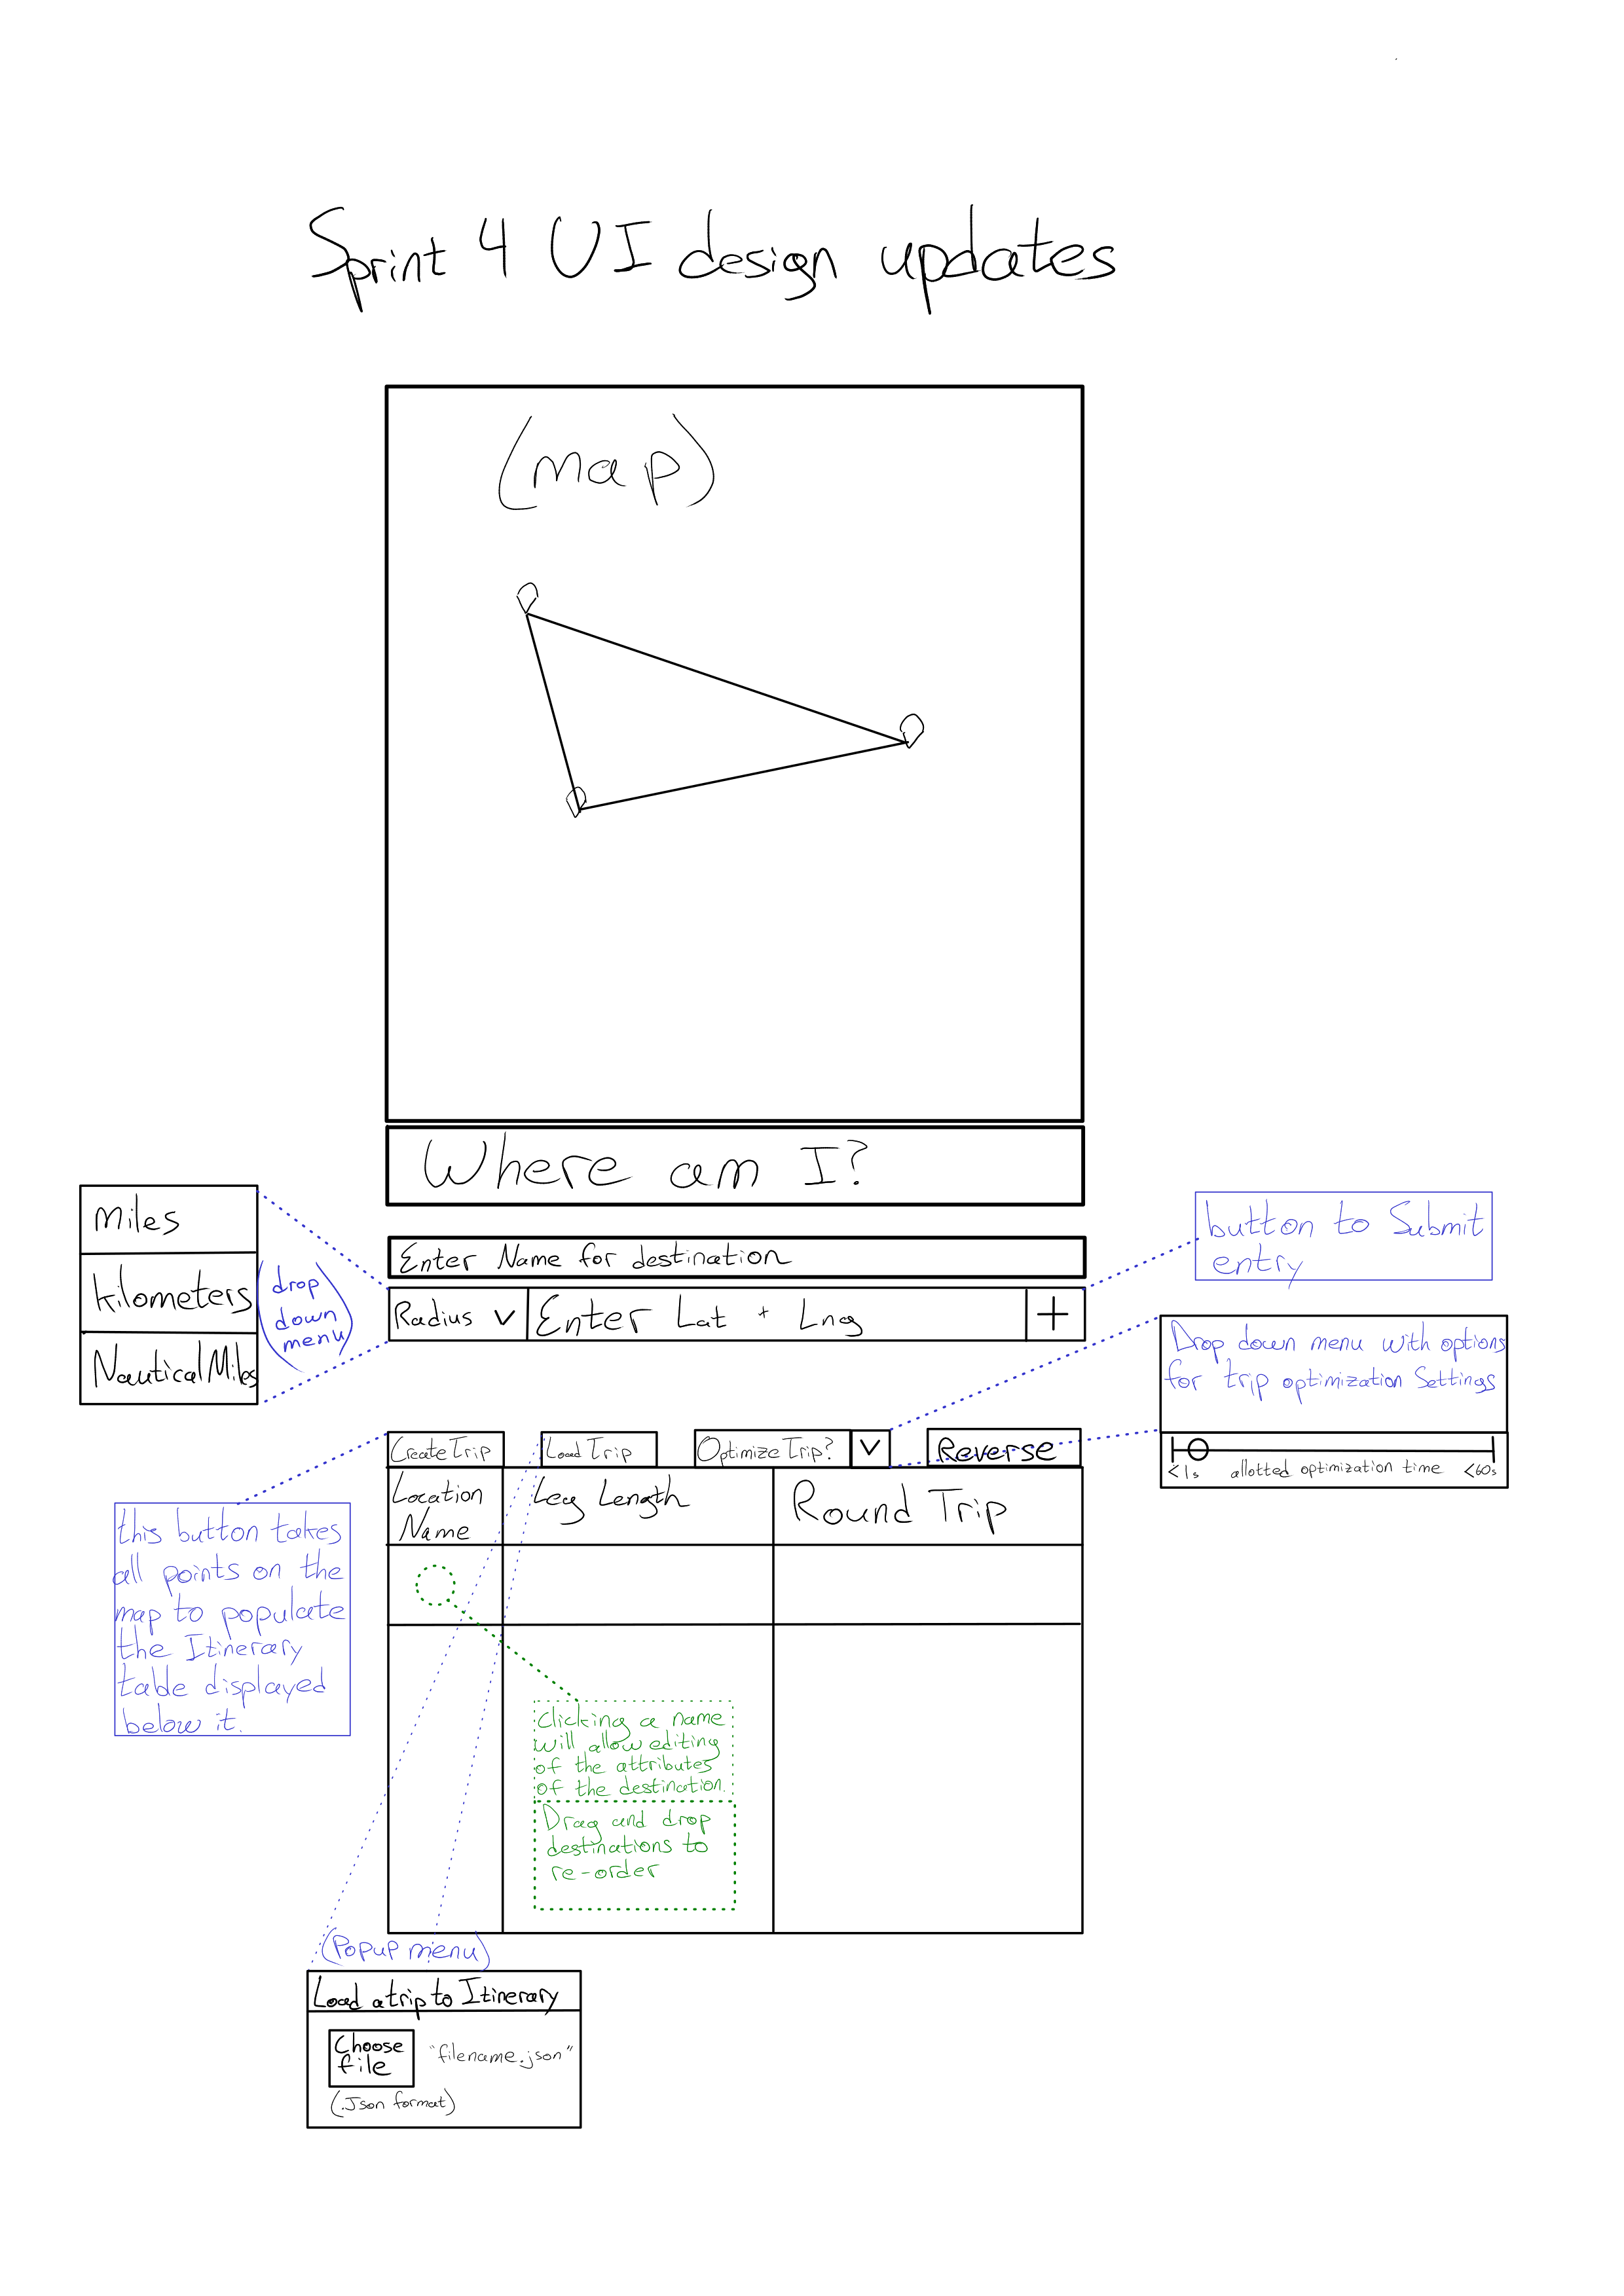 Sprint 4 UI design updates
(map)
Where am I?
Miles
kilometers
Nautical Miles
(drop
down
menu)
Enter Name for destination
Radius v Enter Lat + Lng +
button to Submit
entry
Drop down menu with options
for trip optimization Settings
<1s allotted optimization time <60s
Create Trip Load Trip Optimize Trip? v Reverse
Location
Name
Leg Length
Round Trip
this button takes
all points on the
map to populate
the Itinerary
table displayed
below it.
Clicking a name
will allow editing
of the attributes
of the destination.
Drag and drop
destinations to
re-order
(Popup menu)
Load a trip to Itinerary
Choose
file
"filename.json"
(.Json format)